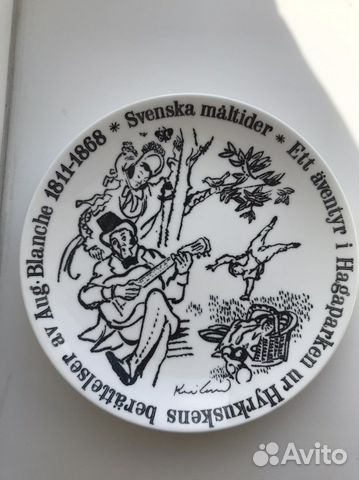 * Svenska måltider * Ett äventyr i Hagaparken ur Hyrkuskens berättelser av Aug. Blanche 1811-1868
Avito